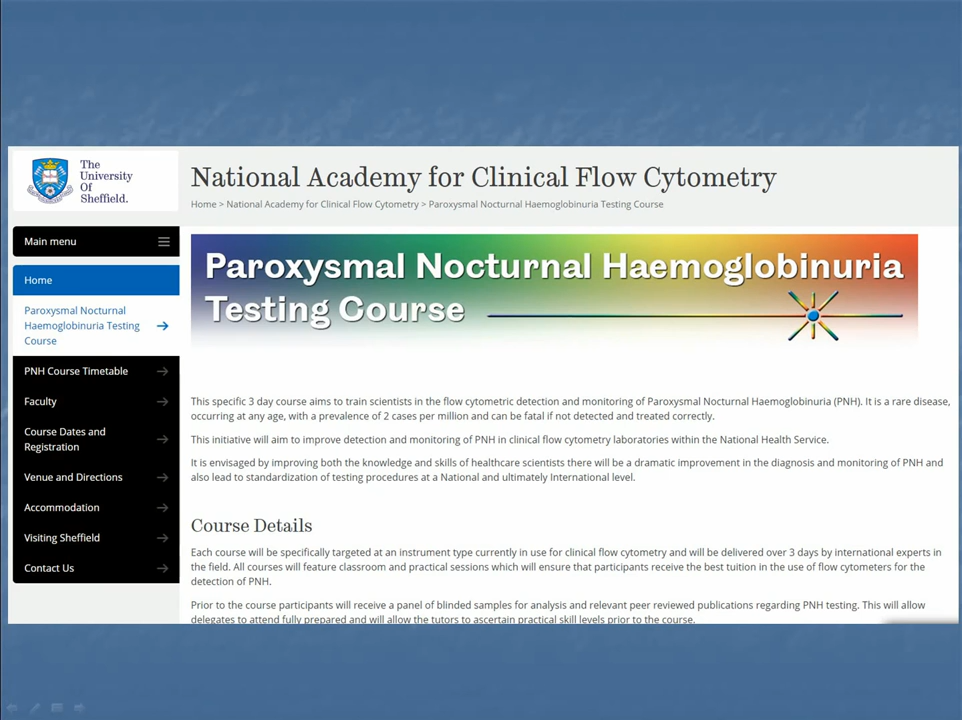 The
University
Of
Sheffield.
National Academy for Clinical Flow Cytometry
Home > National Academy for Clinical Flow Cytometry > Paroxysmal Nocturnal Haemoglobinuria Testing Course
Main menu
Home
Paroxysmal Nocturnal
Haemoglobinuria Testing
Course
PNH Course Timetable
Faculty
Course Dates and
Registration
Venue and Directions
Accommodation
Visiting Sheffield
Contact Us
Paroxysmal Nocturnal Haemoglobinuria
Testing Course
This specific 3 day course aims to train scientists in the flow cytometric detection and monitoring of Paroxysmal Nocturnal Haemoglobinuria (PNH). It is a rare disease,
occurring at any age, with a prevalence of 2 cases per million and can be fatal if not detected and treated correctly.
This initiative will aim to improve detection and monitoring of PNH in clinical flow cytometry laboratories within the National Health Service.
It is envisaged by improving both the knowledge and skills of healthcare scientists there will be a dramatic improvement in the diagnosis and monitoring of PNH and
also lead to standardization of testing procedures at a National and ultimately International level.
Course Details
Each course will be specifically targeted at an instrument type currently in use for clinical flow cytometry and will be delivered over 3 days by international experts in
the field. All courses will feature classroom and practical sessions which will ensure that participants receive the best tuition in the use of flow cytometers for the
detection of PNH.
Prior to the course participants will receive a panel of blinded samples for analysis and relevant peer reviewed publications regarding PNH testing. This will allow
delegates to attend fully prepared and will allow the tutors to ascertain practical skill levels prior to the course.